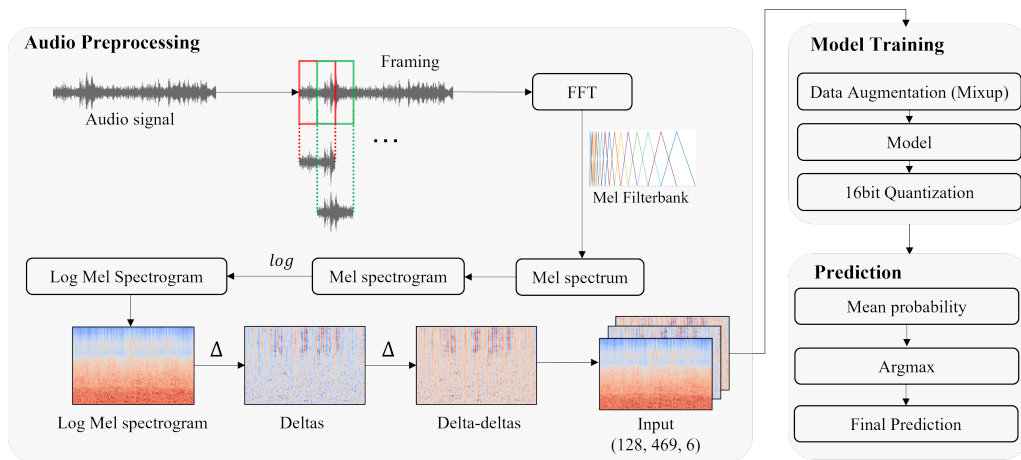 Audio Preprocessing
Audio signal
Framing
...
FFT
Mel Filterbank
Mel spectrum
Mel spectrogram
log
Log Mel Spectrogram
Δ
Δ
Log Mel spectrogram
Deltas
Delta-deltas
Input
(128, 469, 6)
Model Training
Data Augmentation (Mixup)
Model
16bit Quantization
Prediction
Mean probability
Argmax
Final Prediction